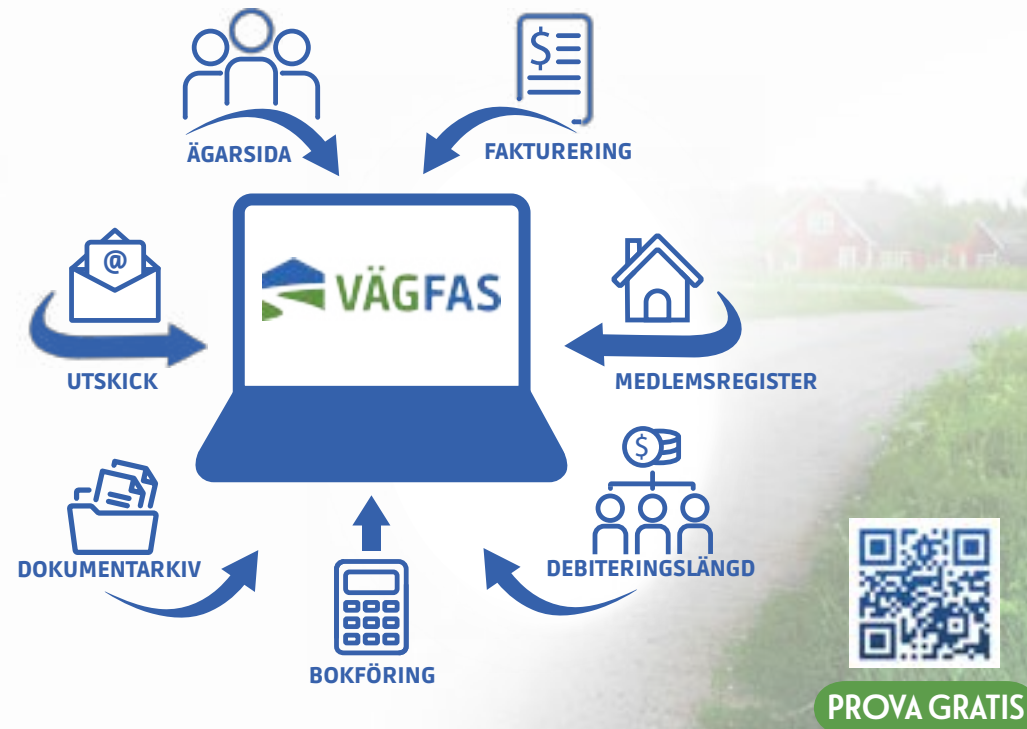 ÄGARSIDA
FAKTURERING
VÄGFAS
UTSKICK
MEDLEMSREGISTER
DOKUMENTARKIV
DEBITERINGSLÄNGD
BOKFÖRING
PROVA GRATIS